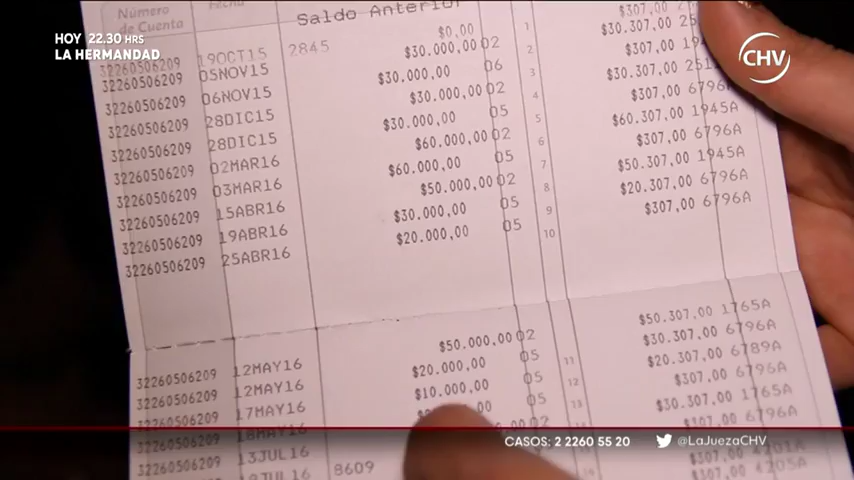 HOY 22.30 HRS
LA HERMANDAD
CHV
Número de Cuenta
Fecha
Saldo Anterior
32260506209 19OCT15 2845 $0,00 1 $307,00
32260506209 05NOV15 $30.000,00 02 2 $30.307,00
32260506209 06NOV15 $30.000,00 06 3 $307,00
32260506209 28DIC15 $30.000,00 02 4 $30.307,00
32260506209 28DIC15 $30.000,00 05 5 $307,00 6796A
32260506209 02MAR16 $60.000,00 02 6 $60.307,00 1945A
32260506209 03MAR16 $60.000,00 05 7 $307,00 6796A
32260506209 15ABR16 $50.000,00 02 8 $50.307,00 1945A
32260506209 19ABR16 $30.000,00 05 9 $20.307,00 6796A
32260506209 25ABR16 $20.000,00 05 10 $307,00 6796A
32260506209 12MAY16 $50.000,00 02 $50.307,00 1765A
32260506209 12MAY16 $20.000,00 05 11 $30.307,00 6796A
32260506209 17MAY16 $10.000,00 05 12 $20.307,00 6789A
32260506209 18MAY16 05 13 $307,00 6796A
32260506209 13JUL16 02 $30.307,00 1765A
8609 6796A
CASOS: 2 2260 55 20
@LaJuezaCHV